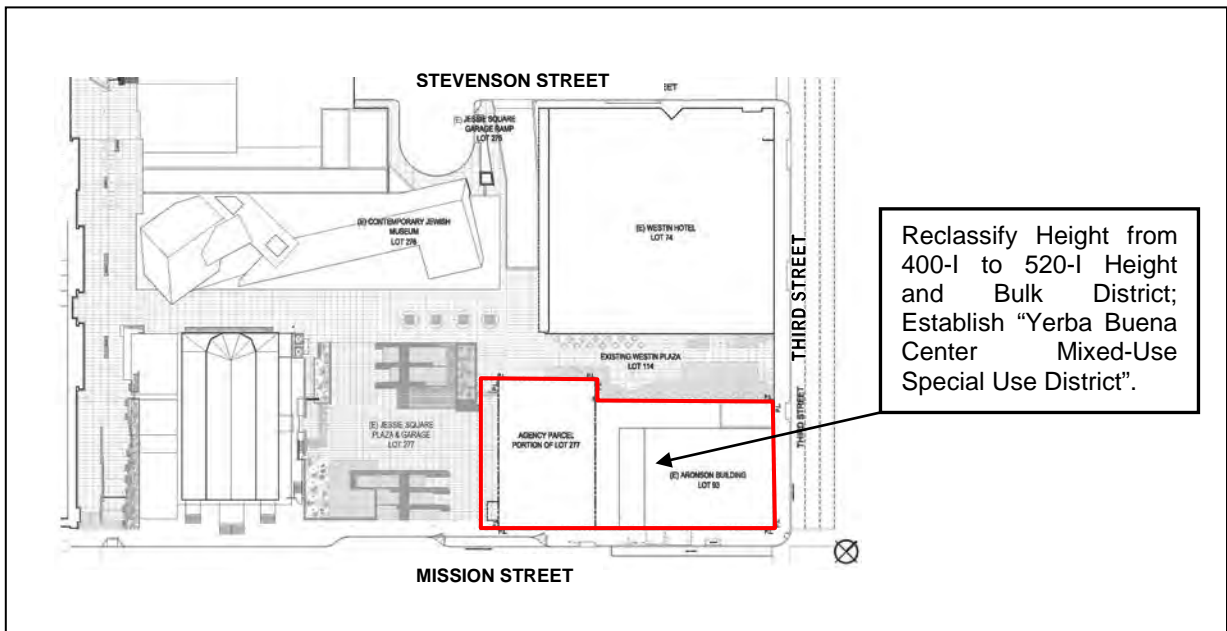 STEVENSON STREET
(E) JESSIE SQUARE
GARAGE RAMP
LOT 275
(E) CONTEMPORARY JEWISH
MUSEUM
LOT 276
(E) WESTIN HOTEL
LOT 74
THIRD STREET
Reclassify Height from
400-I to 520-I Height
and Bulk District;
Establish “Yerba Buena
Center Mixed-Use
Special Use District”.
EXISTING WESTIN PLAZA
LOT 114
(E) JESSIE SQUARE
PLAZA & GARAGE
LOT 277
AGENCY PARCEL
PORTION OF LOT 277
(E) ARONSON BUILDING
LOT 93
THIRD STREET
MISSION STREET